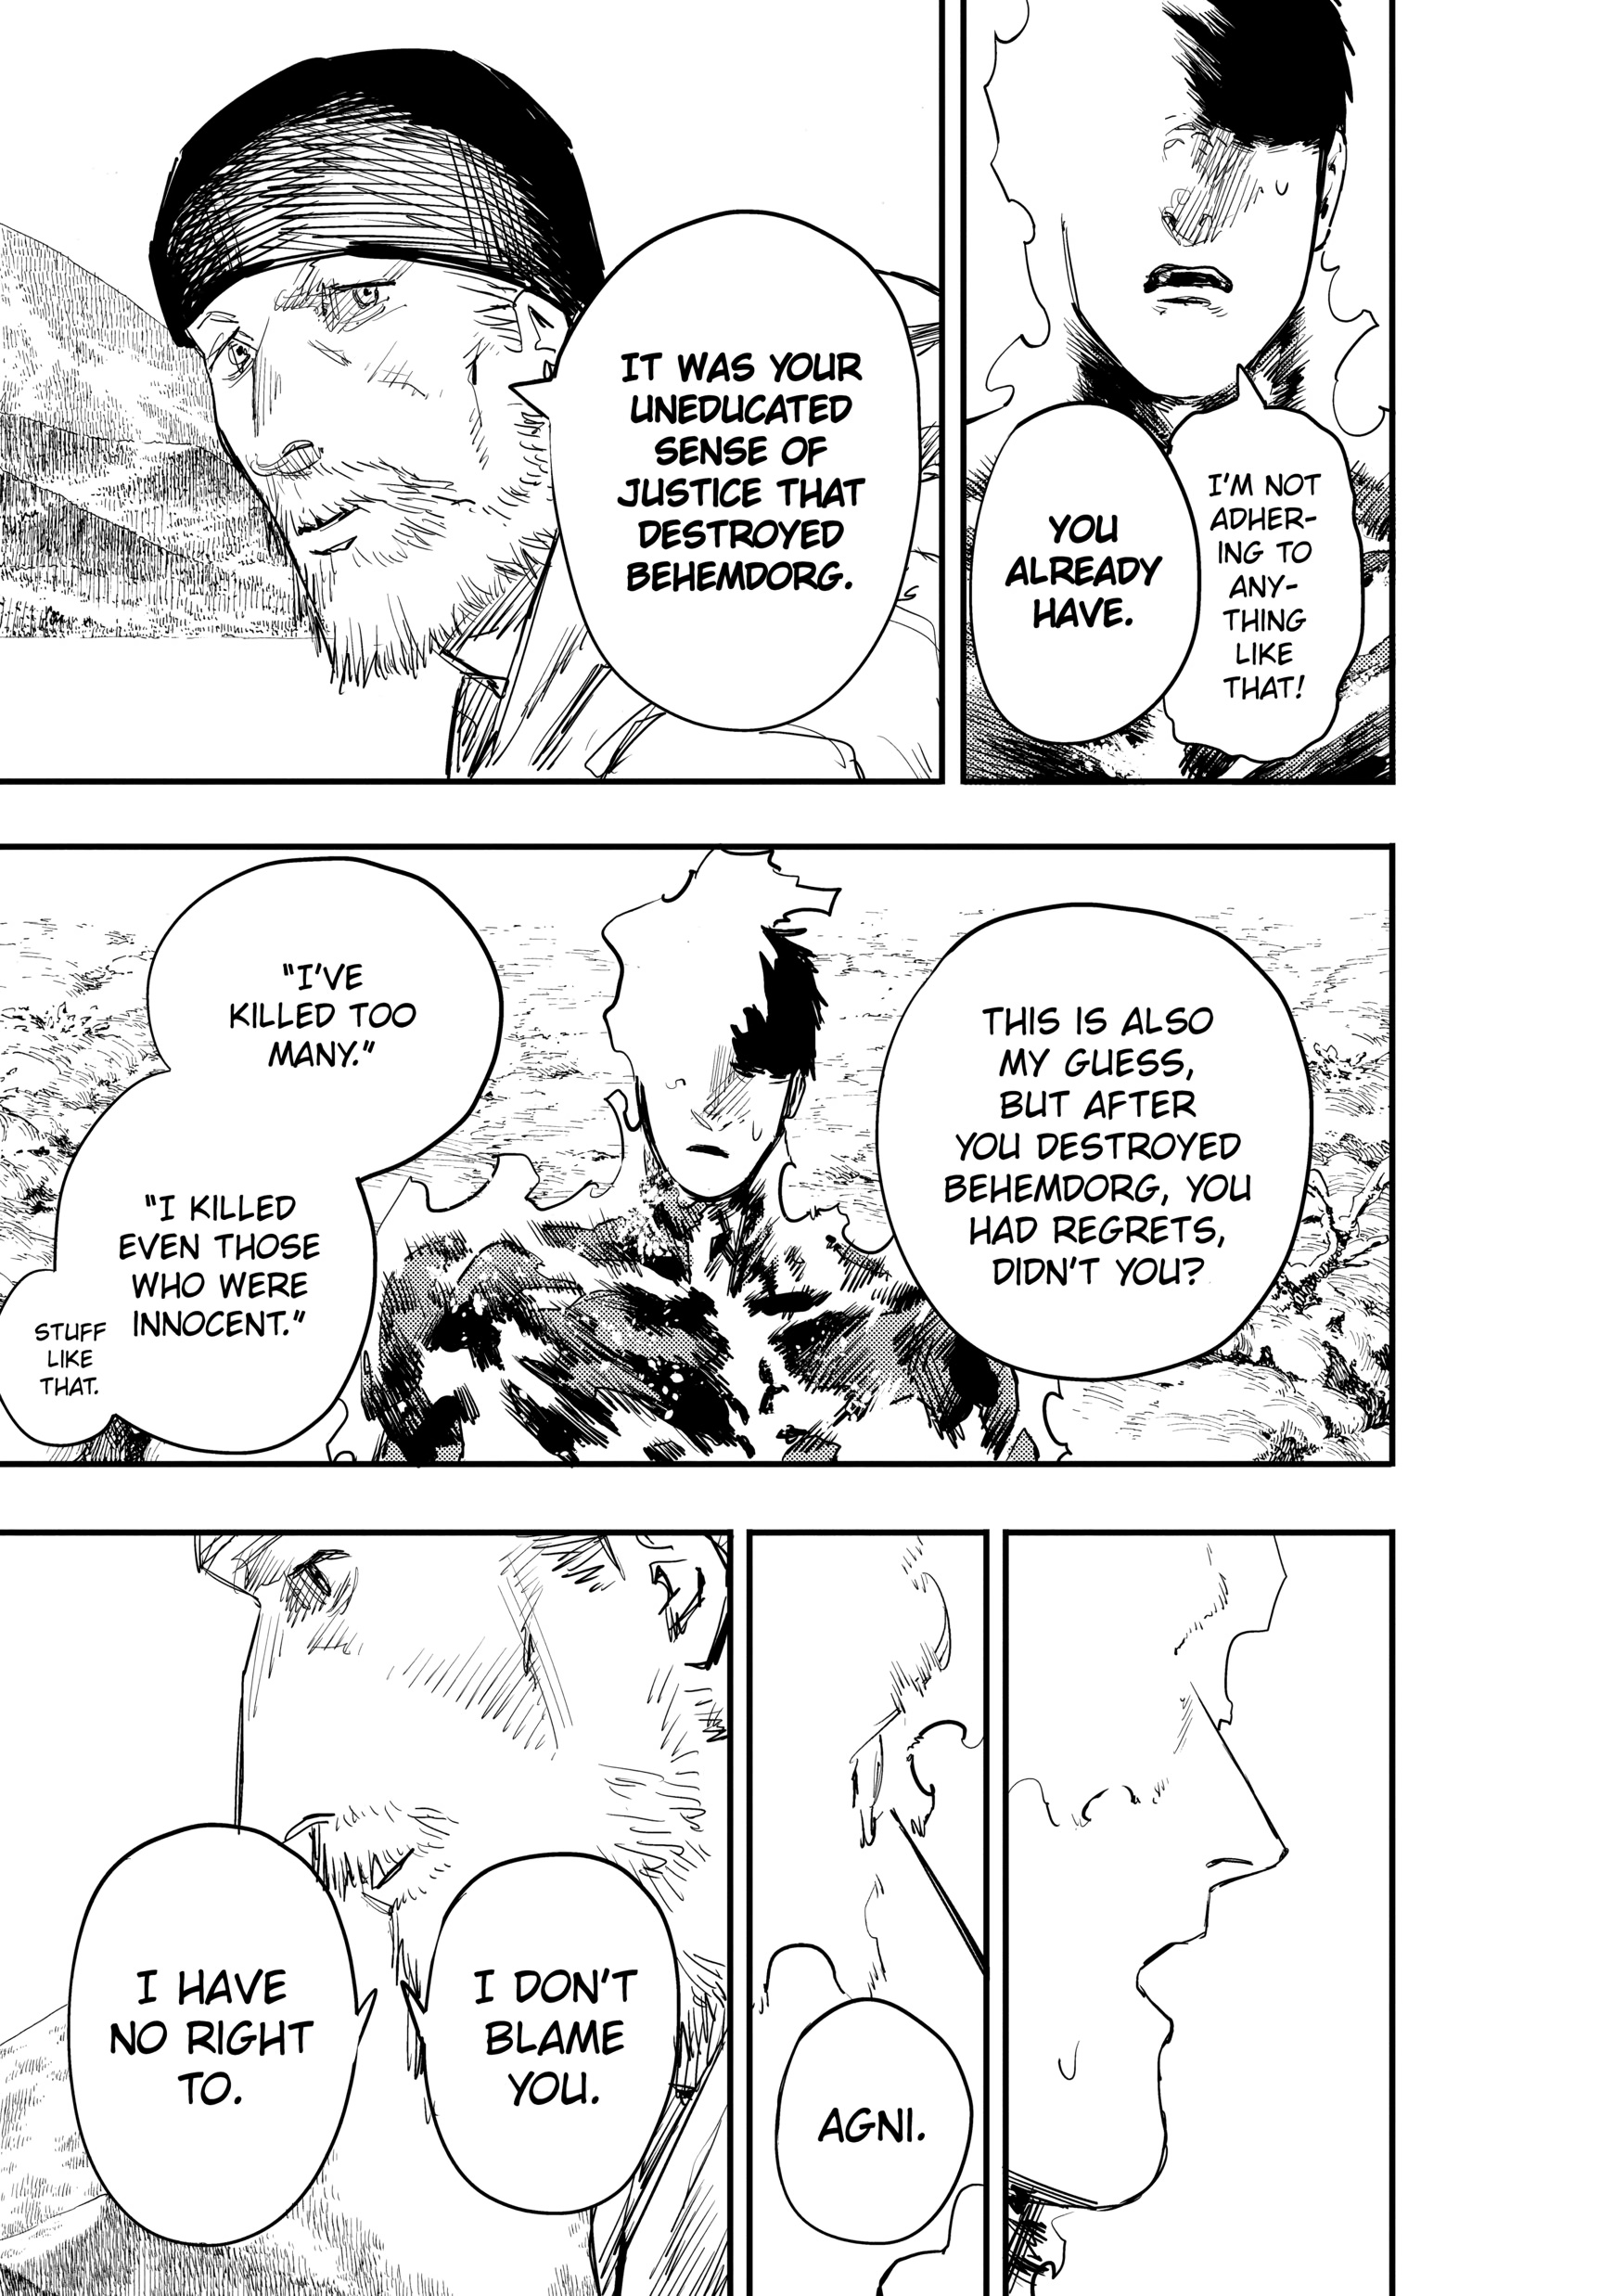 I'M NOT
ADHER-
ING TO
ANY-
THING
LIKE
THAT!
YOU
ALREADY
HAVE.
IT WAS YOUR
UNEDUCATED
SENSE OF
JUSTICE THAT
DESTROYED
BEHEMDORG.
THIS IS ALSO
MY GUESS,
BUT AFTER
YOU DESTROYED
BEHEMDORG, YOU
HAD REGRETS,
DIDN'T YOU?
"I'VE
KILLED TOO
MANY."
"I KILLED
EVEN THOSE
WHO WERE
INNOCENT."
STUFF
LIKE
THAT.
AGNI.
I DON'T
BLAME
YOU.
I HAVE
NO RIGHT
TO.